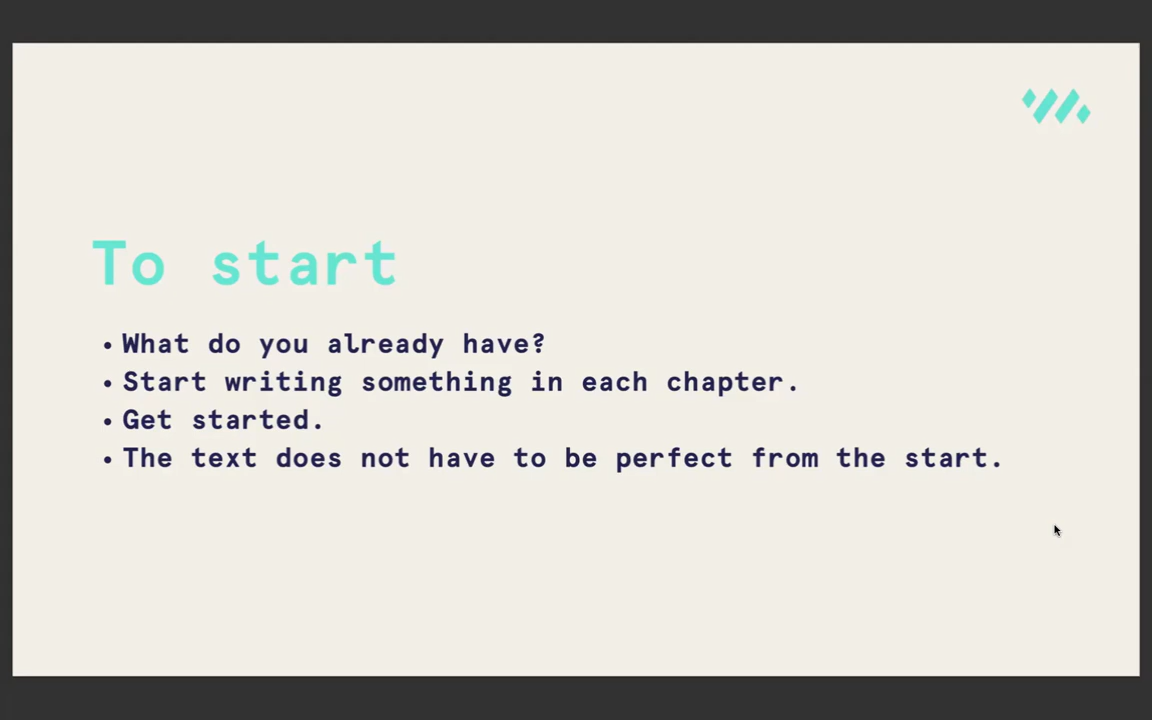 To start
• What do you already have?
• Start writing something in each chapter.
• Get started.
• The text does not have to be perfect from the start.